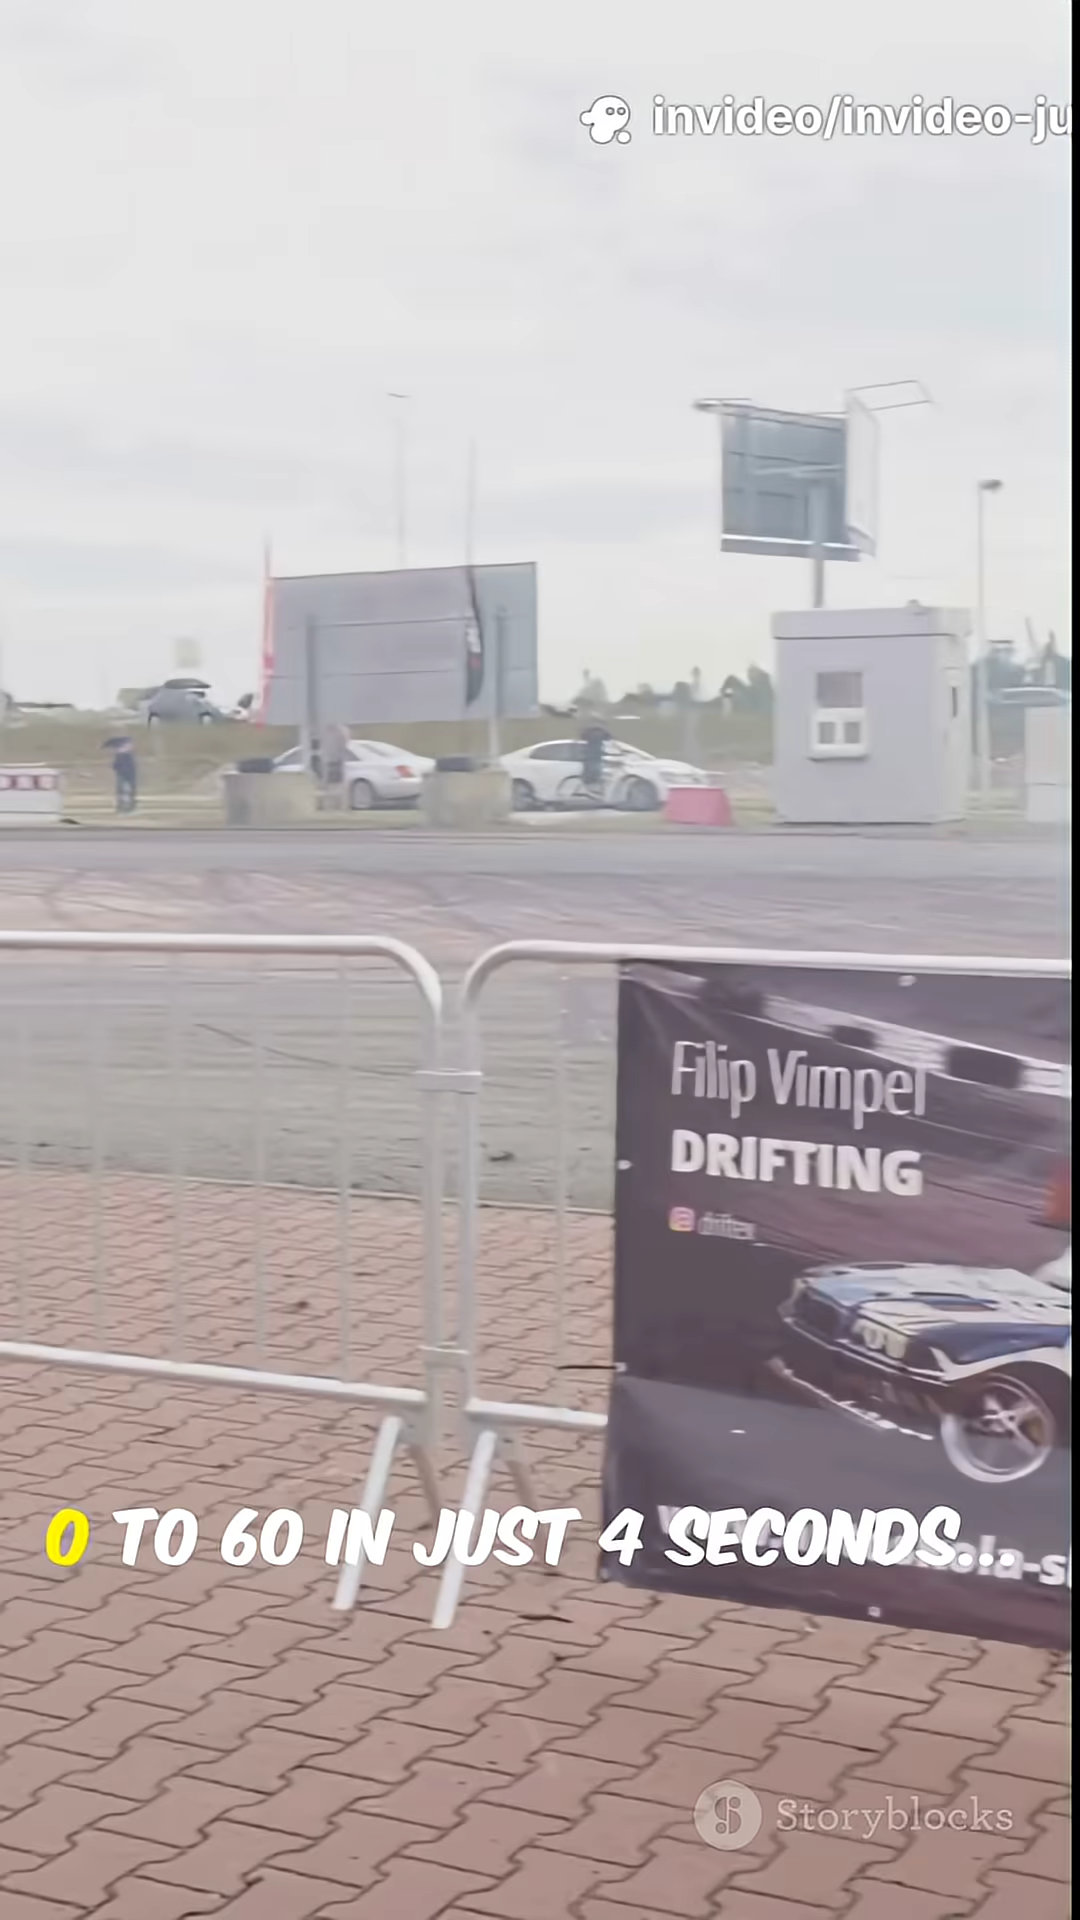 invideo/invideo-ju
Filip Vimpel
DRIFTING
0 TO 60 IN JUST 4 SECONDS...
Storyblocks